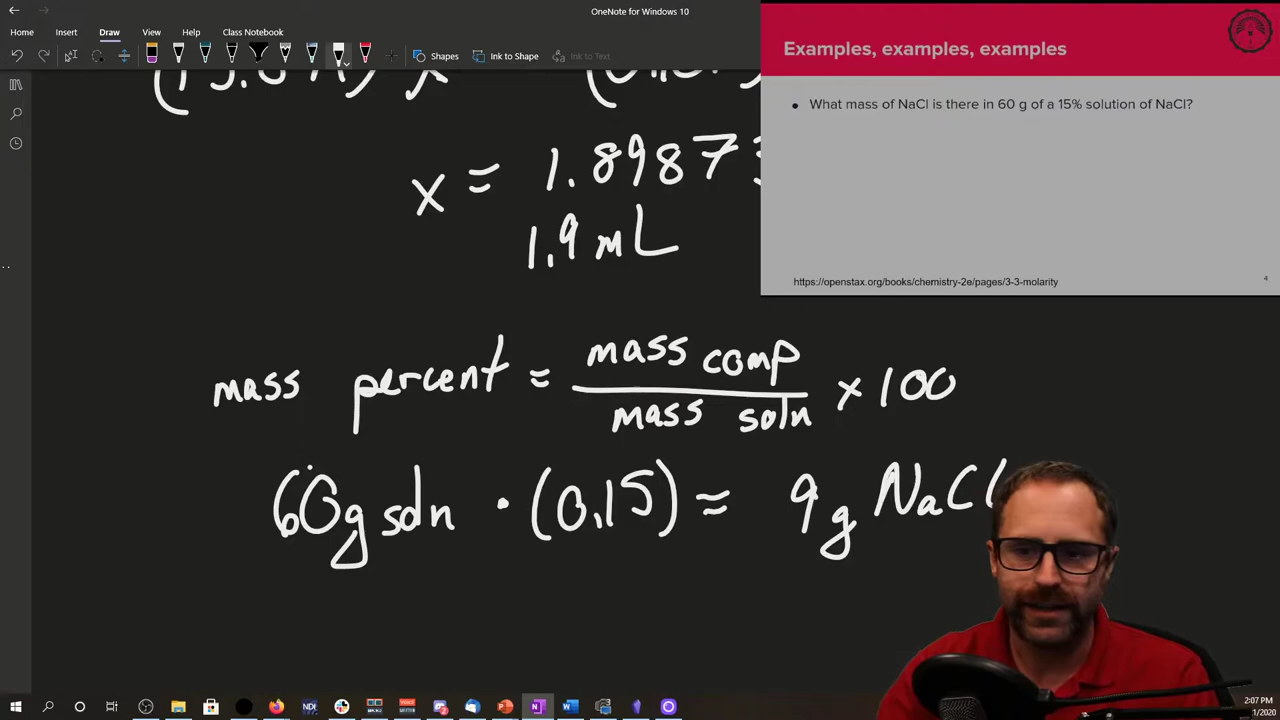 OneNote for Windows 10
Home Insert Draw View Help Class Notebook
Shapes Ink to Shape Ink to Text
Examples, examples, examples
• What mass of NaCl is there in 60 g of a 15% solution of NaCl?
https://openstax.org/books/chemistry-2e/pages/3-3-molarity
4
x = 1.89873
1.9 mL
mass percent = mass comp / mass soln × 100
60g soln · (0.15) = 9g NaCl
2:07 PM
1/2020